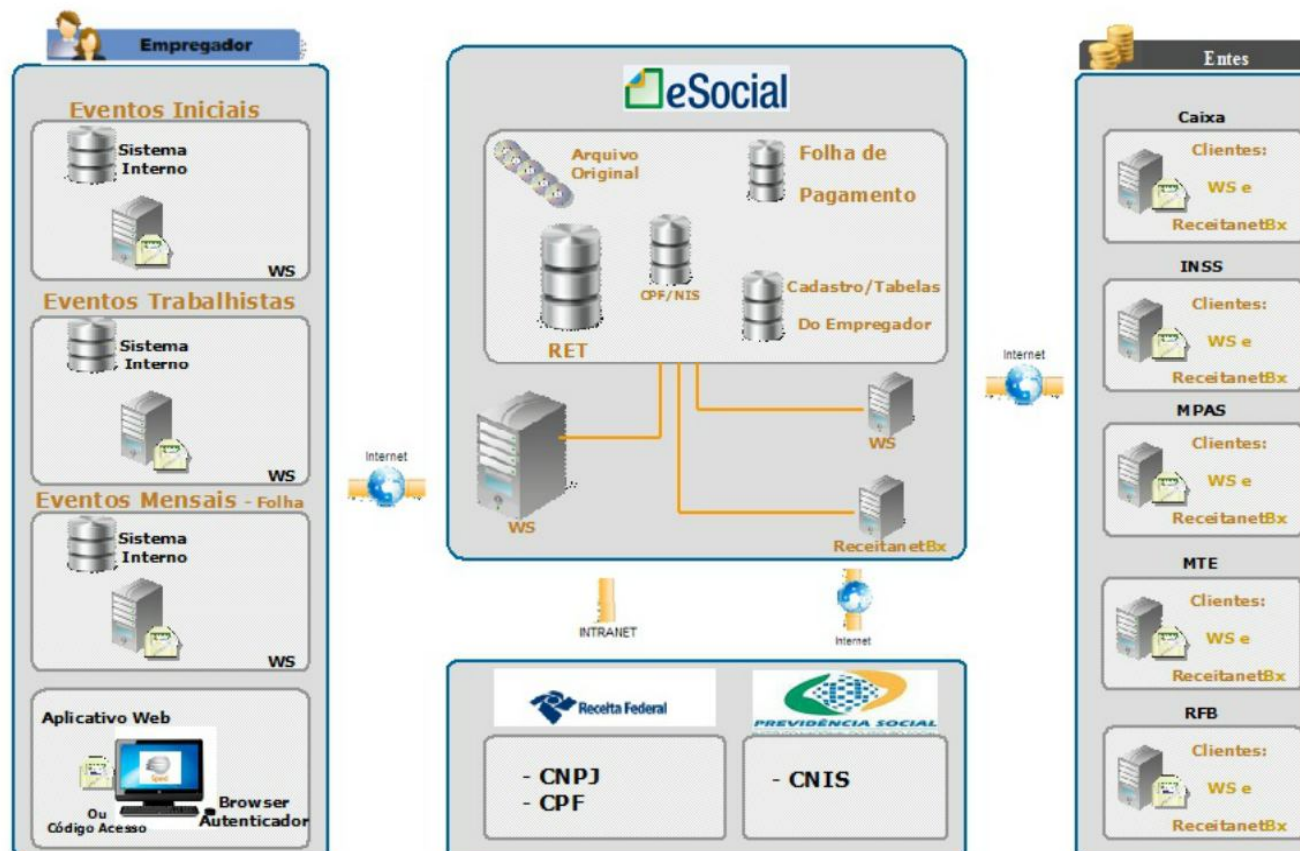 Empregador
Eventos Iniciais
Sistema
Interno
WS
Eventos Trabalhistas
Sistema
Interno
WS
Eventos Mensais - Folha
Sistema
Interno
WS
Aplicativo Web
Ou
Código Acesso
Browser
Autenticador
Internet
eSocial
Arquivo
Original
Folha de
Pagamento
CPF/NIS
RET
Cadastro/Tabelas
Do Empregador
WS
WS
ReceitanetBx
INTRANET
Internet
Receita Federal
- CNPJ
- CPF
PREVIDÊNCIA SOCIAL
- CNIS
Internet
Entes
Caixa
Clientes:
WS e
ReceitanetBx
INSS
Clientes:
WS e
ReceitanetBx
MPAS
Clientes:
WS e
ReceitanetBx
MTE
Clientes:
WS e
ReceitanetBx
RFB
Clientes:
WS e
ReceitanetBx